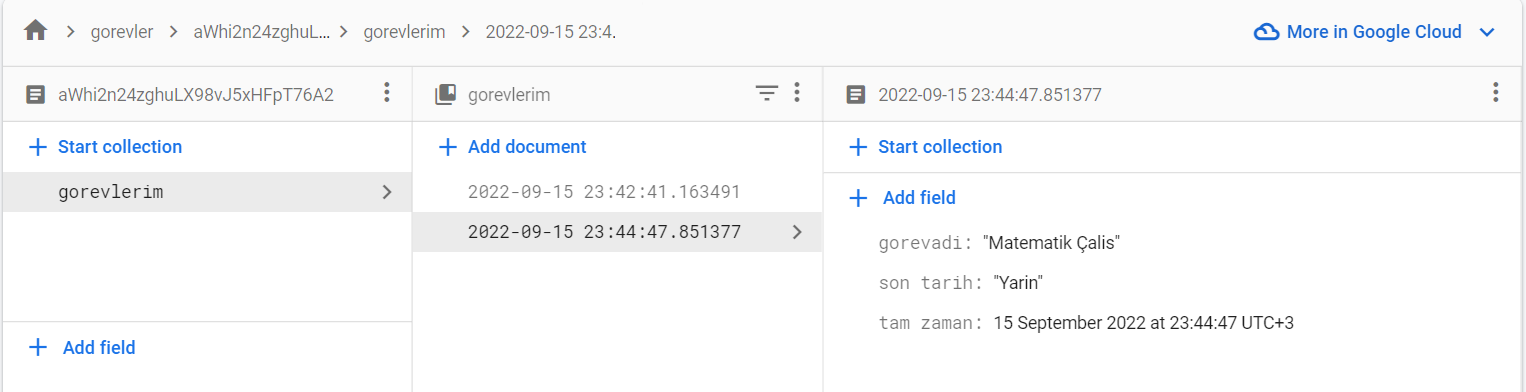 gorevler > aWhi2n24zghuL... > gorevlerim > 2022-09-15 23:4.
More in Google Cloud
aWhi2n24zghuLX98vJ5xHFpT76A2
+ Start collection
gorevlerim
+ Add field
gorevlerim
+ Add document
2022-09-15 23:42:41.163491
2022-09-15 23:44:47.851377
2022-09-15 23:44:47.851377
+ Start collection
+ Add field
gorevadi: "Matematik Çalis"
son tarih: "Yarin"
tam zaman: 15 September 2022 at 23:44:47 UTC+3